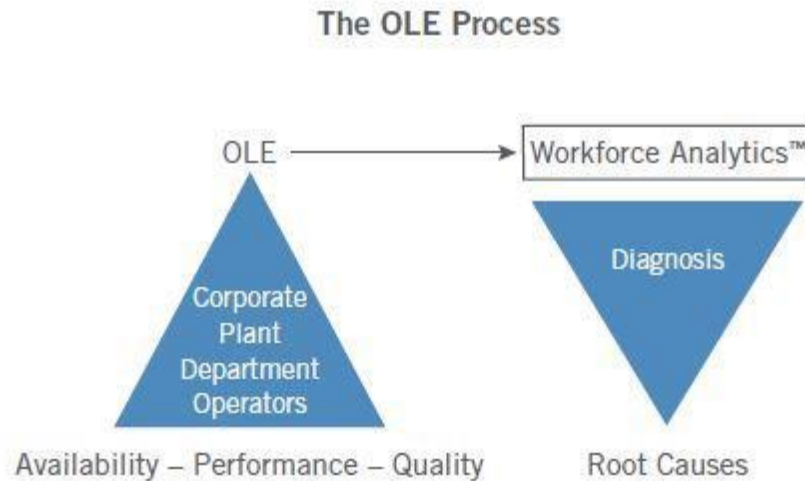 The OLE Process
OLE
Workforce Analytics™
Corporate
Plant
Department
Operators
Diagnosis
Availability – Performance – Quality
Root Causes